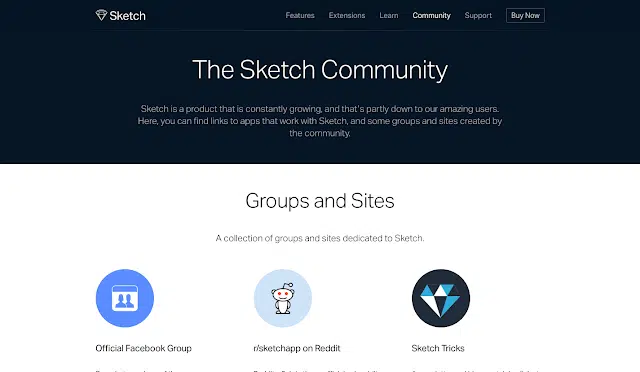 Sketch
Features Extensions Learn Community Support Buy Now
The Sketch Community
Sketch is a product that is constantly growing, and that's partly down to our amazing users.
Here, you can find links to apps that work with Sketch, and some groups and sites created by
the community.
Groups and Sites
A collection of groups and sites dedicated to Sketch.
Official Facebook Group
r/sketchapp on Reddit
Sketch Tricks